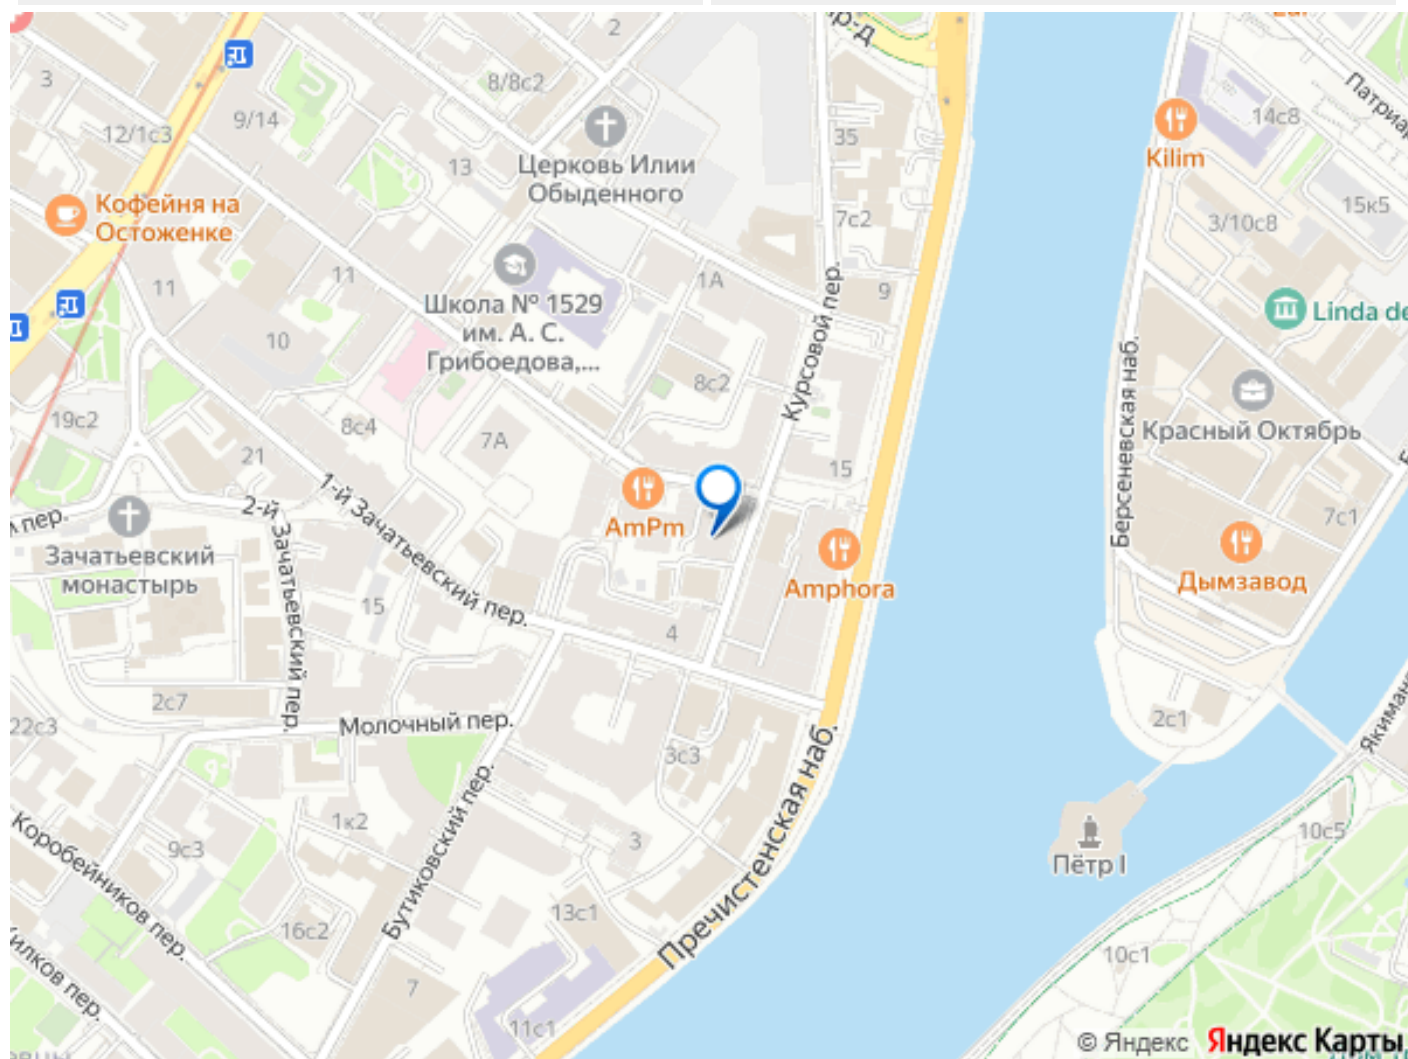 2
3
8/8с2
9/14
12/1с3
13
35
14с8
Kilim
Церковь Илии
Обыденного
Кофейня на
Остоженке
15к5
7с2
3/10с8
11
11
1А
9
Школа № 1529
им. А. С.
Грибоедова,...
Linda de
10
Курсовой пер.
8с2
Берсеневская наб.
19с2
8с4
7А
Красный Октябрь
21
15
1-й Зачатьевский пер.
2-й Зачатьевский пер.
пер.
AmPm
7с1
Зачатьевский
монастырь
Amphora
Дымзавод
15
4
2с7
Молочный пер.
22с3
2с1
3с3
Пречистенская наб.
Бутиковский пер.
Коробейников пер.
1к2
9с3
3
10с5
Пётр I
13с1
16с2
10с1
7
11с1
© Яндекс Яндекс Карты